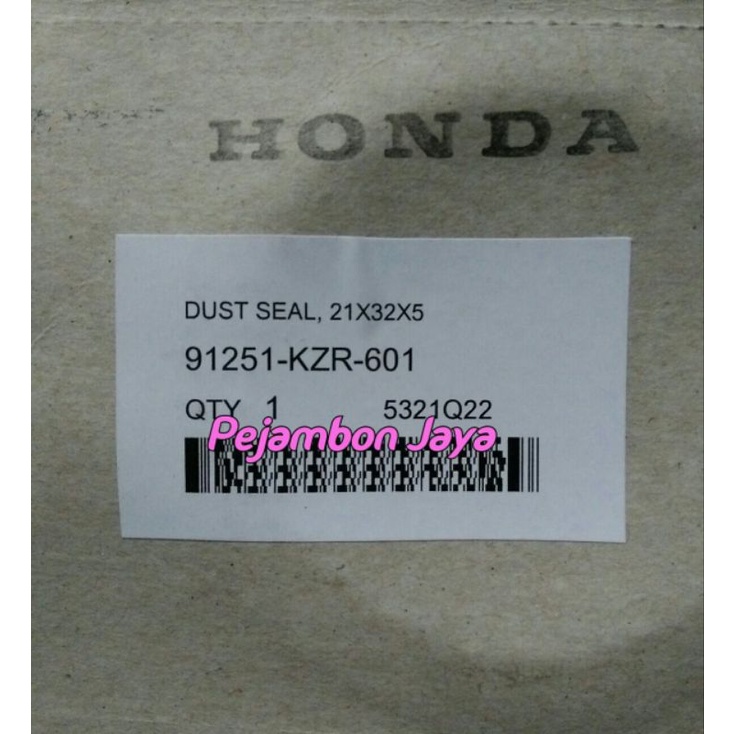 HONDA
DUST SEAL, 21X32X5
91251-KZR-601
QTY 1 5321Q22
Pejambon Jaya